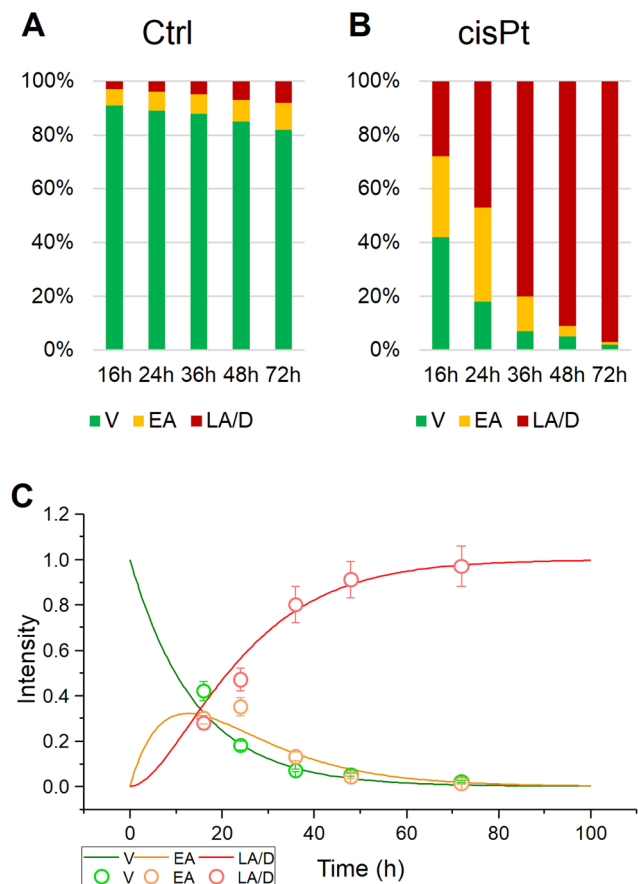 A
Ctrl
100%
80%
60%
40%
20%
0%
16h 24h 36h 48h 72h
V EA LA/D
B
cisPt
100%
80%
60%
40%
20%
0%
16h 24h 36h 48h 72h
V EA LA/D
C
Intensity
1.2
1.0
0.8
0.6
0.4
0.2
0.0
0 20 40 60 80 100
Time (h)
V EA LA/D
V EA LA/D